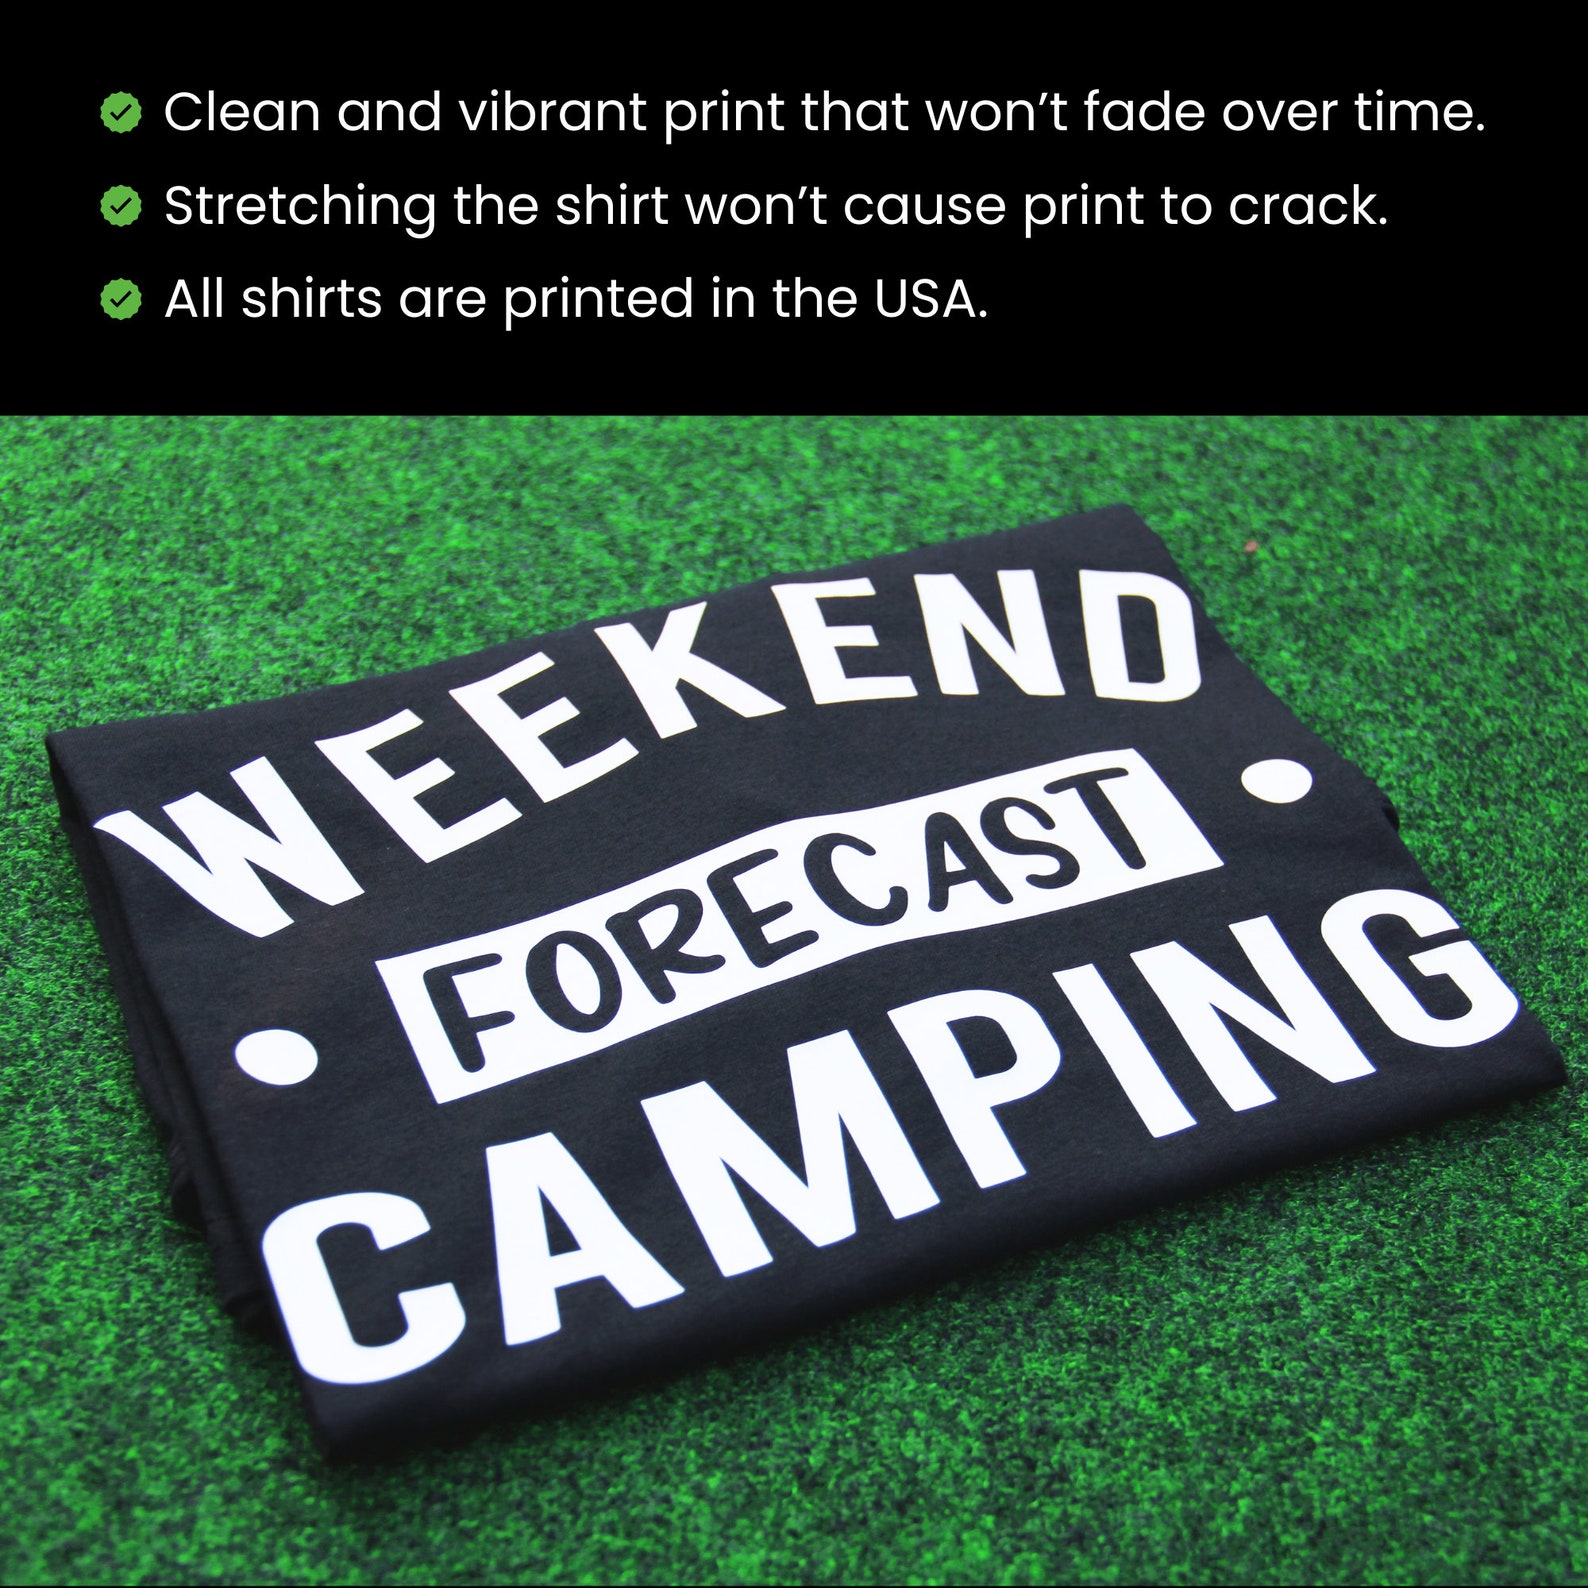 Clean and vibrant print that won’t fade over time.
Stretching the shirt won’t cause print to crack.
All shirts are printed in the USA.
WEEKEND
FORECAST
CAMPING